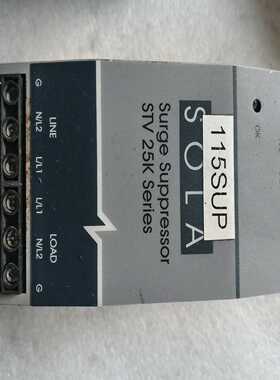 SOLA
115SUP
Surge Suppressor
STV 25K Series
OK
G
N/L2
L/L1
L/L1
N/L2
G
LINE
LOAD